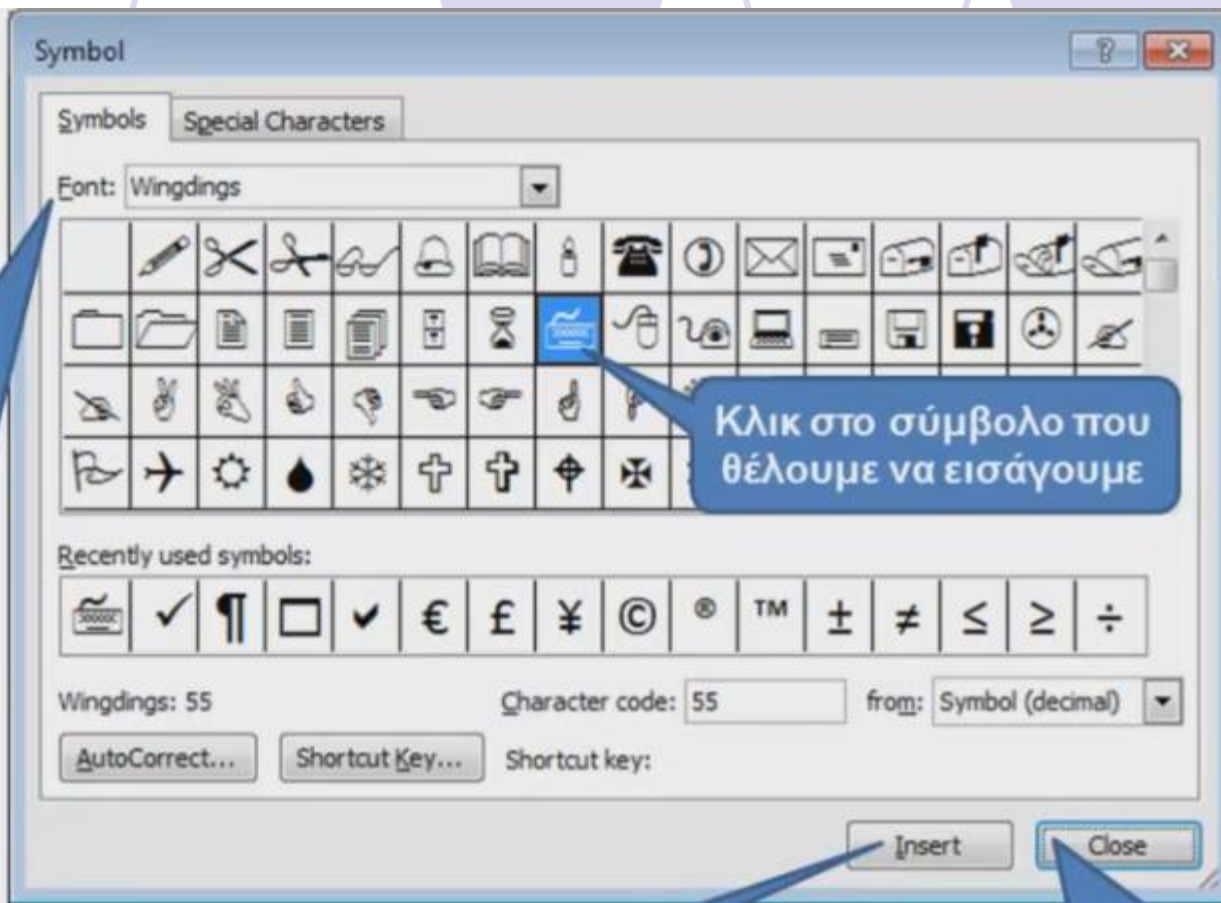 Symbol
Symbols Special Characters
Font: Wingdings
Κλικ στο σύμβολο που
θέλουμε να εισάγουμε
Recently used symbols:
✓ ¶ € £ ¥ © ® ™ ± ≠ ≤ ≥ ÷
Wingdings: 55 Character code: 55 from: Symbol (decimal)
AutoCorrect... Shortcut Key... Shortcut key:
Insert Close